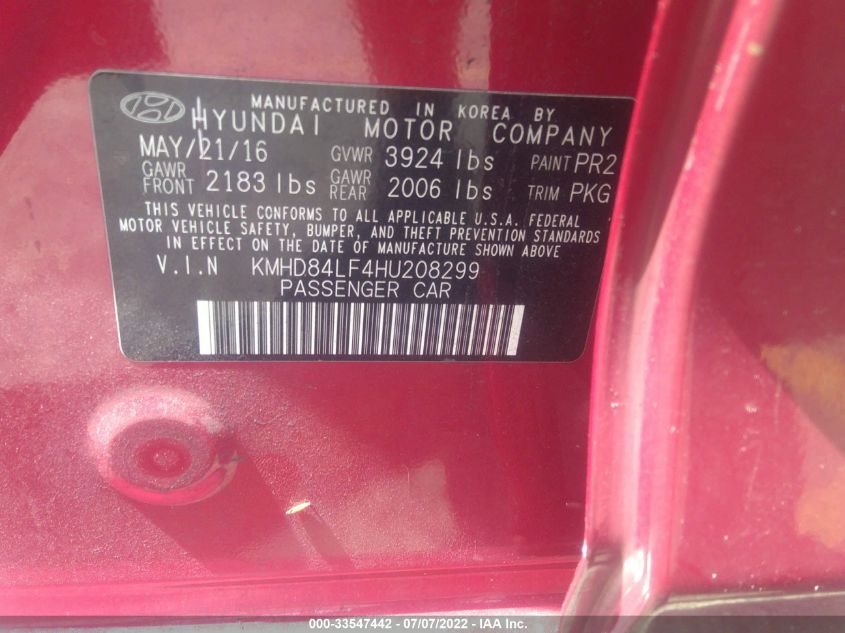 MANUFACTURED IN KOREA BY
HYUNDAI MOTOR COMPANY
MAY/21/16 GVWR 3924 lbs PAINT PR2
GAWR FRONT 2183 lbs GAWR REAR 2006 lbs TRIM PKG
THIS VEHICLE CONFORMS TO ALL APPLICABLE U.S.A. FEDERAL
MOTOR VEHICLE SAFETY, BUMPER, AND THEFT PREVENTION STANDARDS
IN EFFECT ON THE DATE OF MANUFACTURE SHOWN ABOVE
V.I.N KMHD84LF4HU208299
PASSENGER CAR
000-33547442 - 07/07/2022 - IAA Inc.